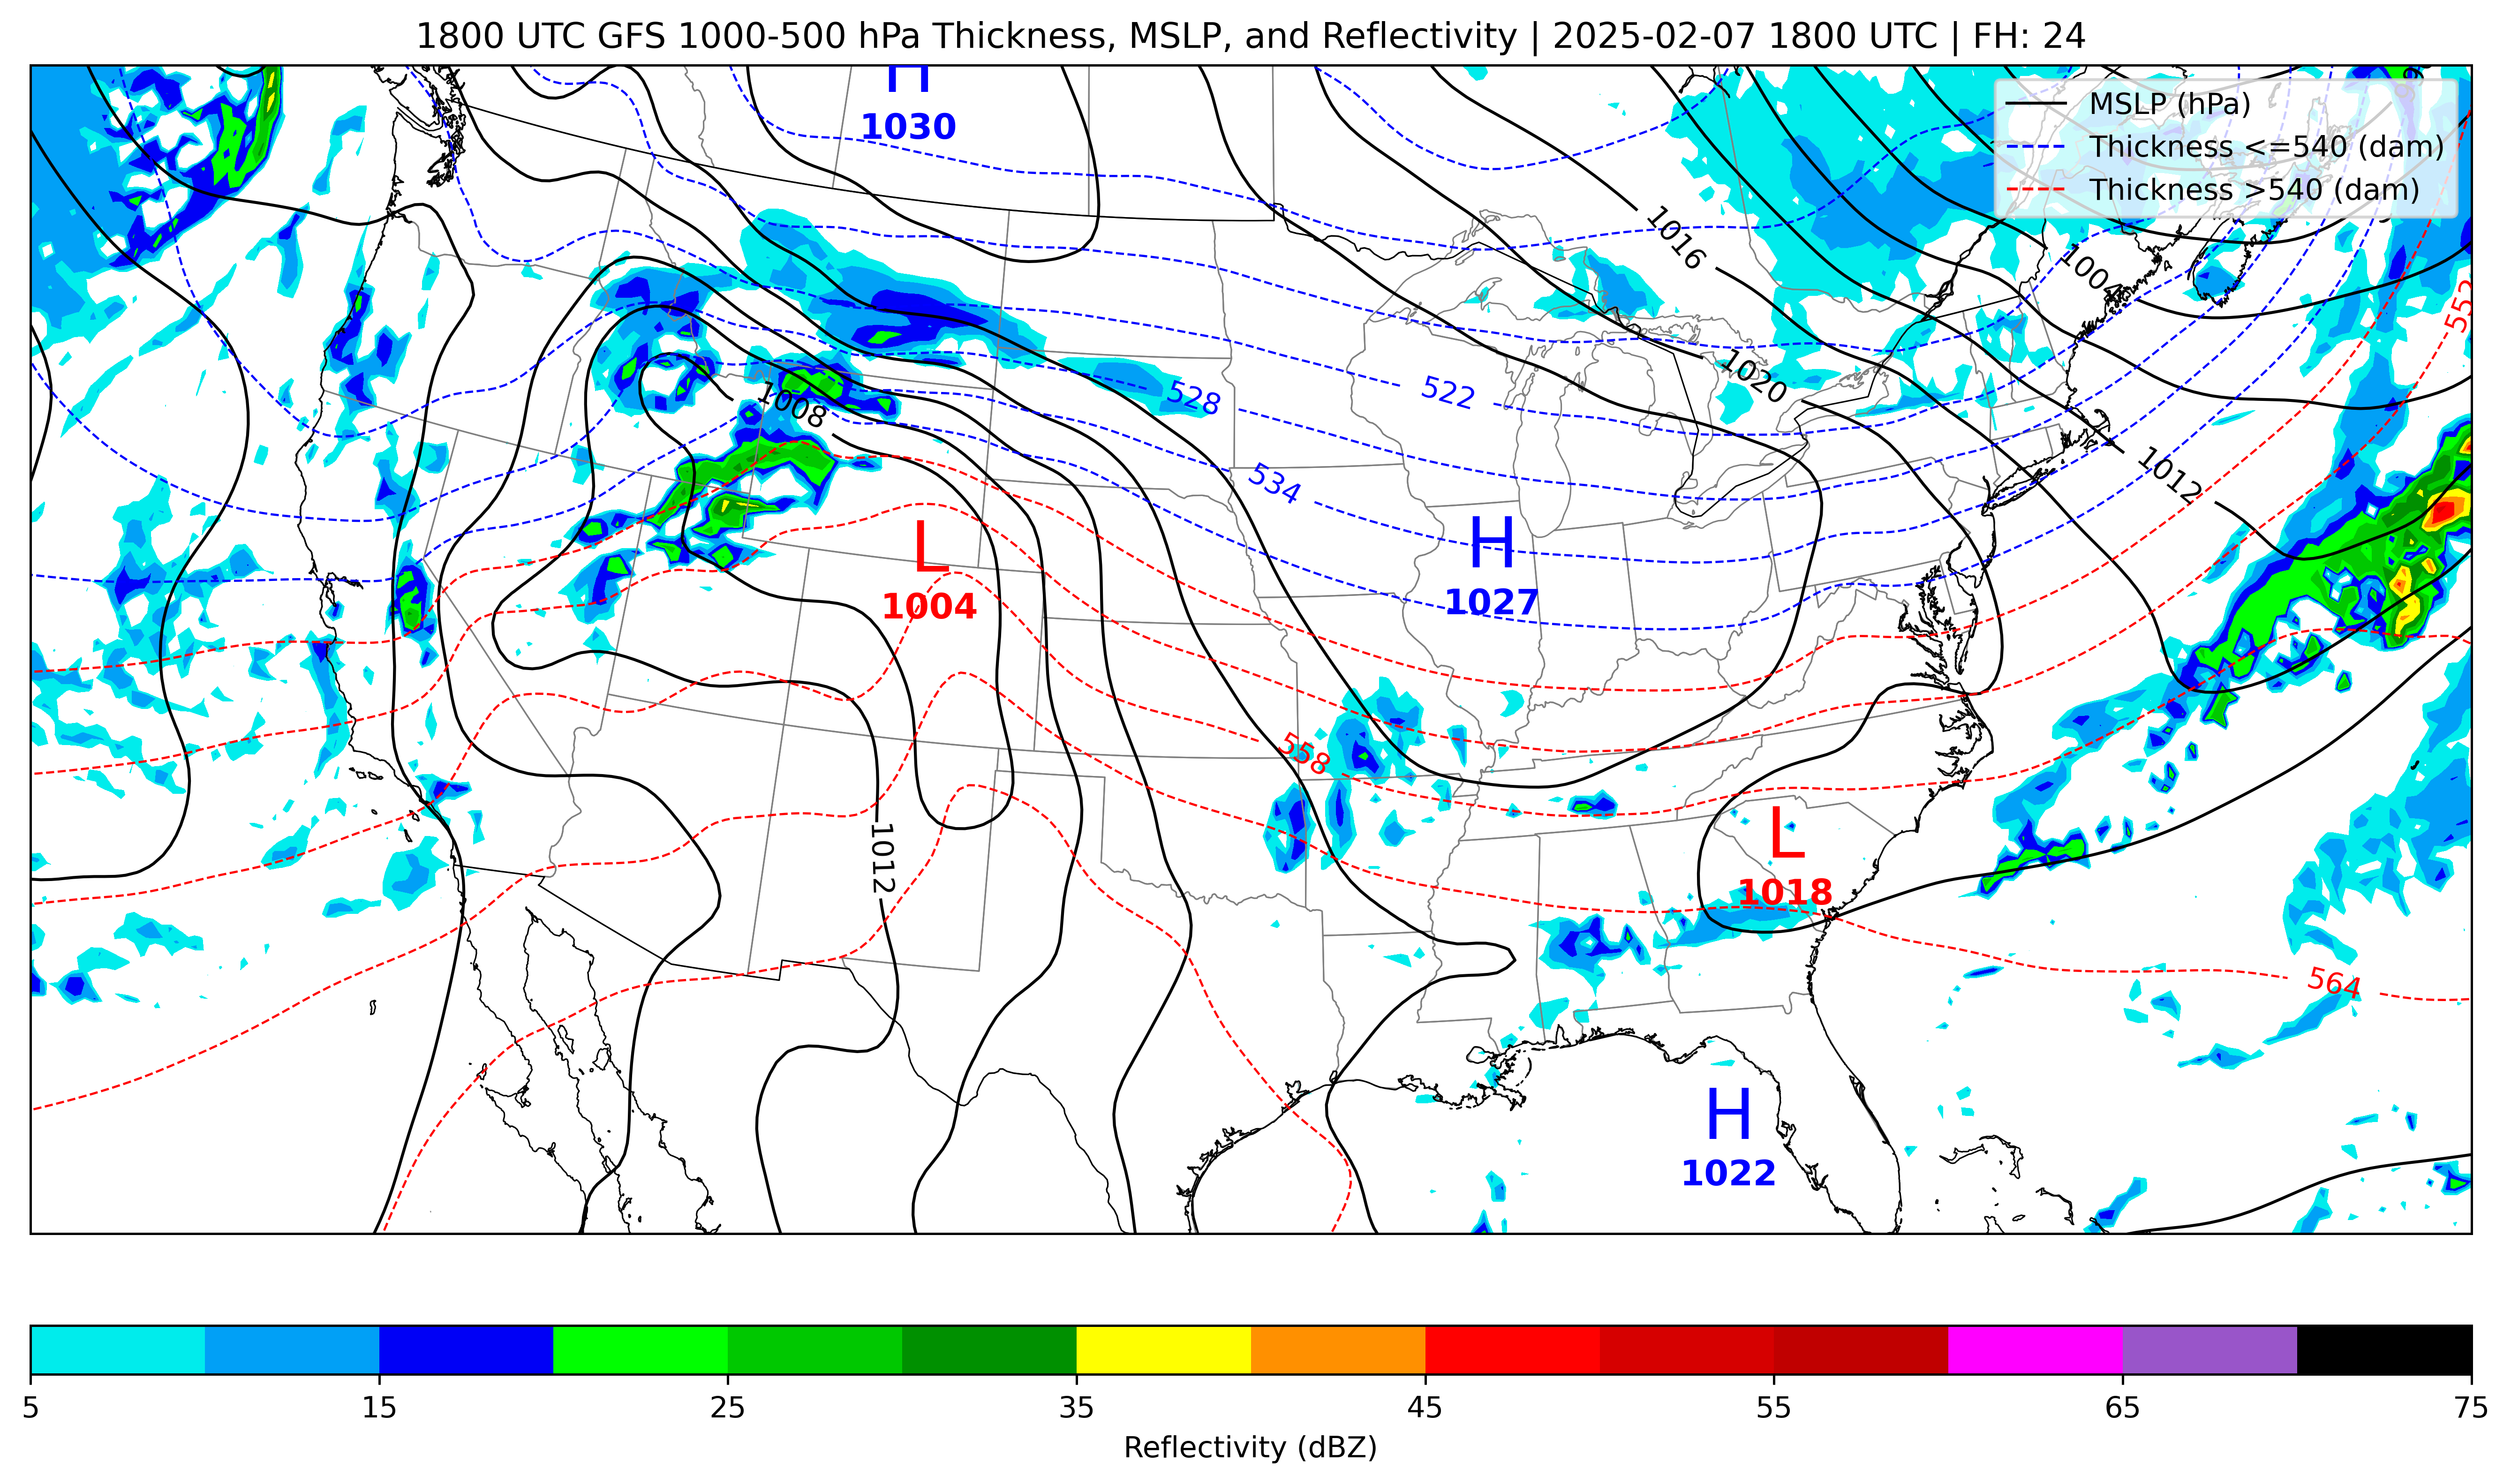 1800 UTC GFS 1000-500 hPa Thickness, MSLP, and Reflectivity | 2025-02-07 1800 UTC | FH: 24
MSLP (hPa)
Thickness <=540 (dam)
Thickness >540 (dam)
H
1030
1016
1004
552
1020
1008
528
522
534
1012
L
1004
H
1027
558
1012
L
1018
564
H
1022
5 15 25 35 45 55 65 75
Reflectivity (dBZ)